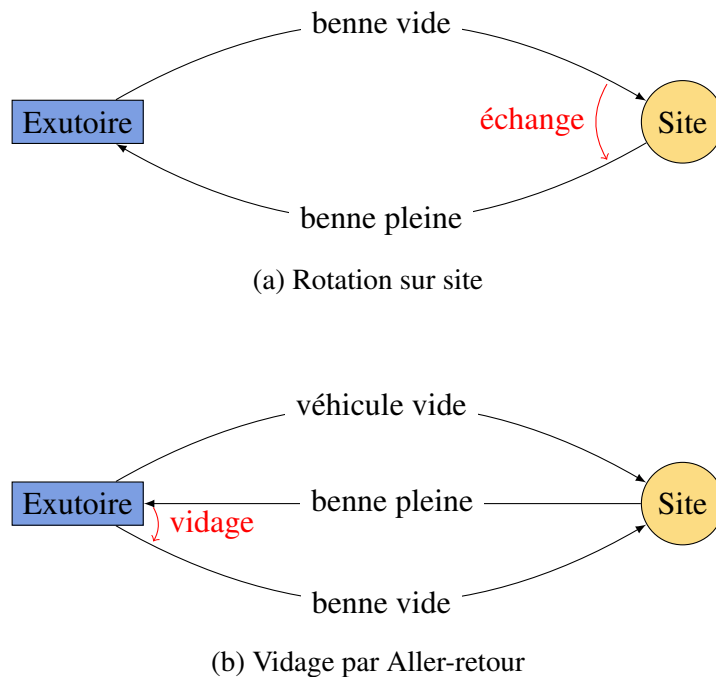 benne vide
Exutoire
échange
Site
benne pleine
(a) Rotation sur site
véhicule vide
Exutoire
benne pleine
Site
vidage
benne vide
(b) Vidage par Aller-retour